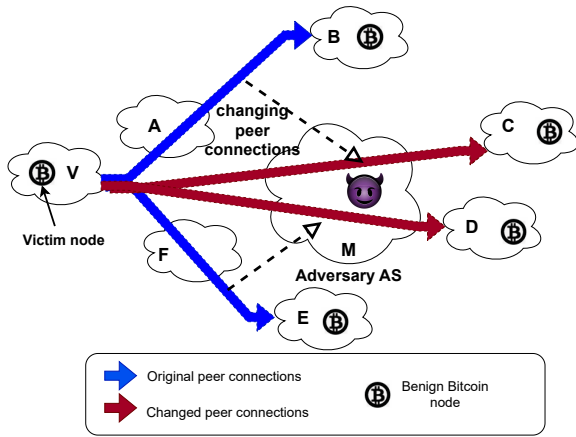 B
A
changing
peer
connections
C
V
Victim node
F
M
D
Adversary AS
E
Original peer connections
Changed peer connections
Benign Bitcoin
node